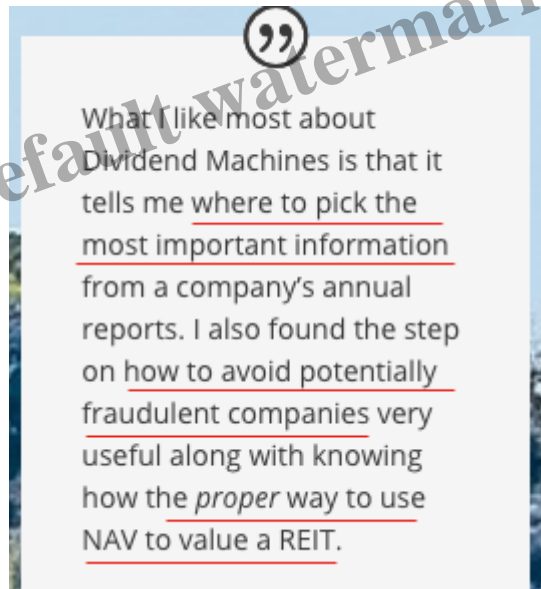 efault watermark
What I like most about
Dividend Machines is that it
tells me where to pick the
most important information
from a company’s annual
reports. I also found the step
on how to avoid potentially
fraudulent companies very
useful along with knowing
how the proper way to use
NAV to value a REIT.